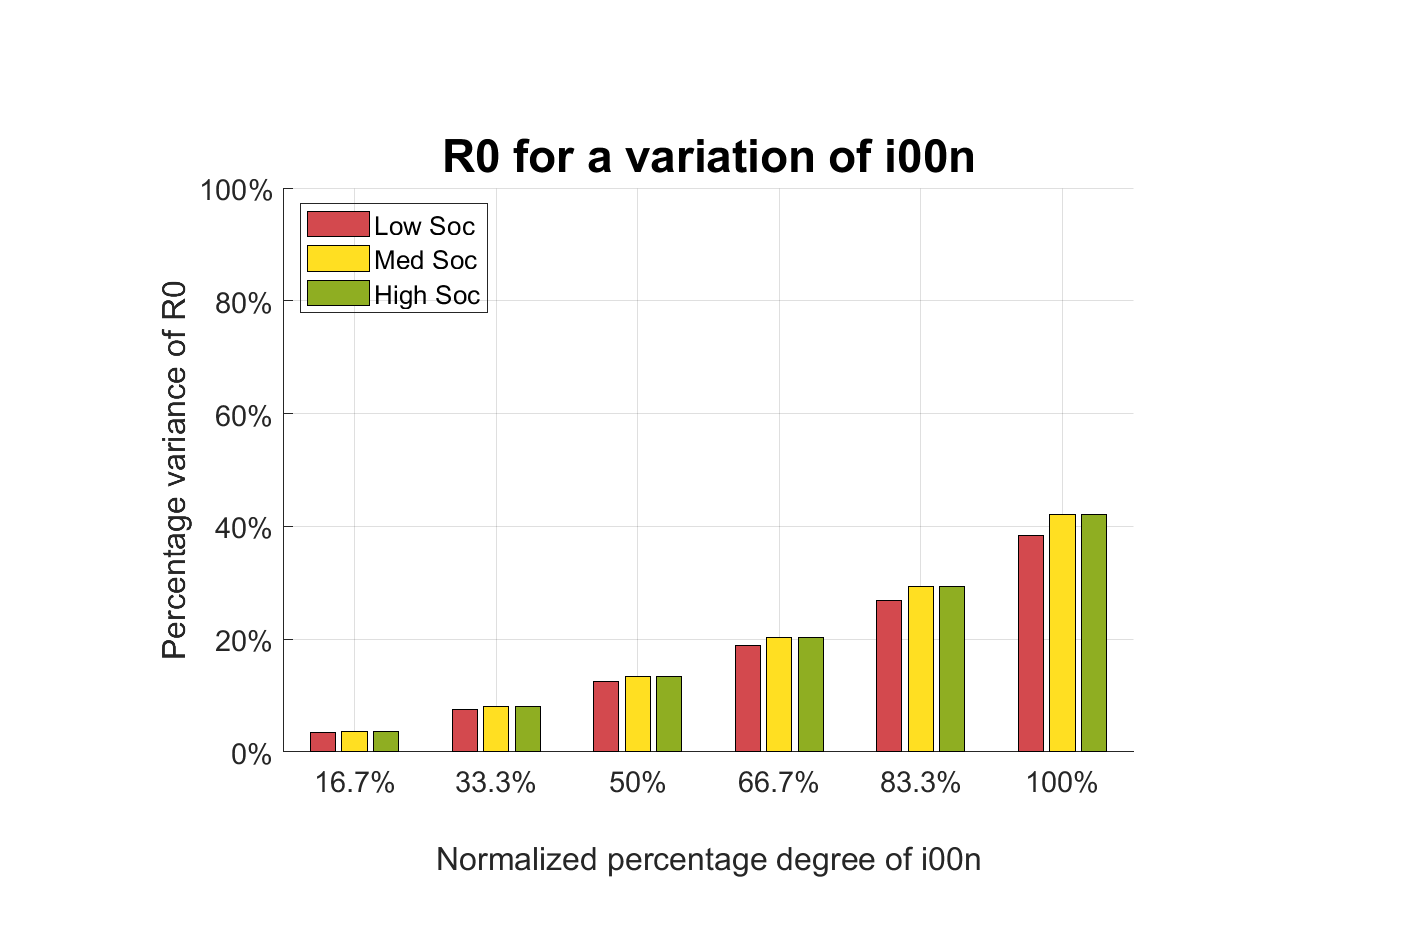 R0 for a variation of i00n
100%
80%
60%
40%
20%
0%
Percentage variance of R0
Low Soc
Med Soc
High Soc
16.7% 33.3% 50% 66.7% 83.3% 100%
Normalized percentage degree of i00n